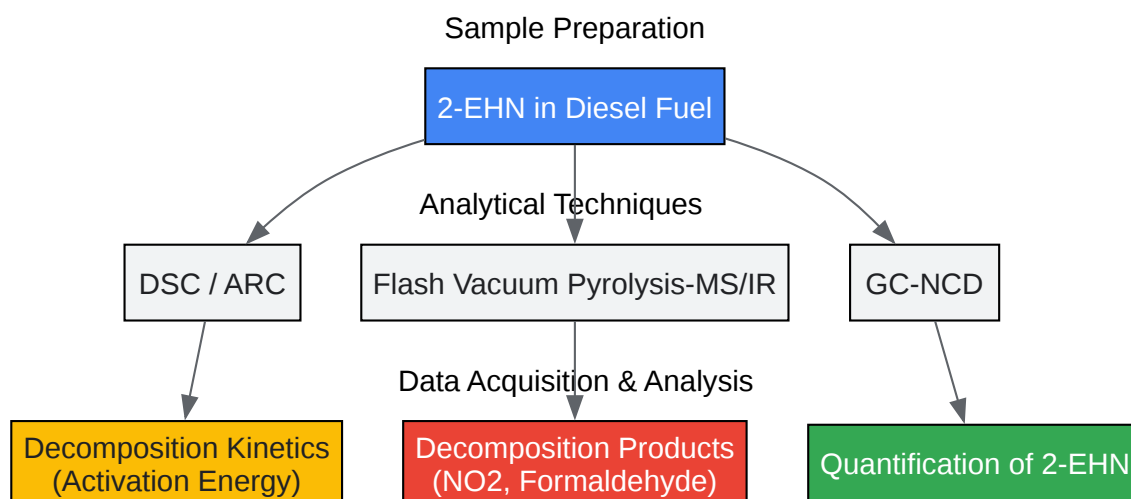 Sample Preparation
2-EHN in Diesel Fuel
Analytical Techniques
DSC / ARC
Flash Vacuum Pyrolysis-MS/IR
GC-NCD
Data Acquisition & Analysis
Decomposition Kinetics
(Activation Energy)
Decomposition Products
(NO2, Formaldehyde)
Quantification of 2-EHN